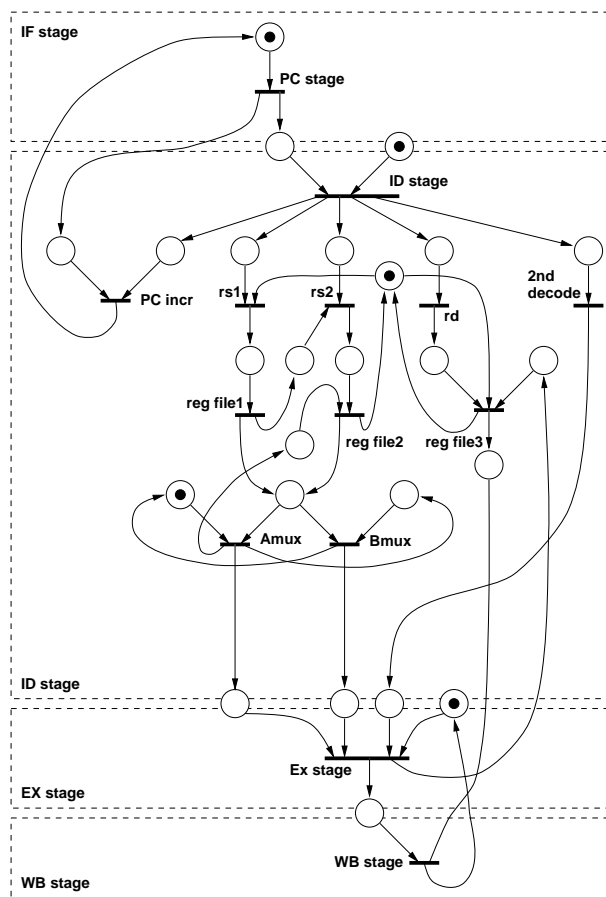 IF stage
PC stage
ID stage
PC incr
rs1
rs2
rd
2nd
decode
reg file1
reg file2
reg file3
Amux
Bmux
ID stage
Ex stage
EX stage
WB stage
WB stage